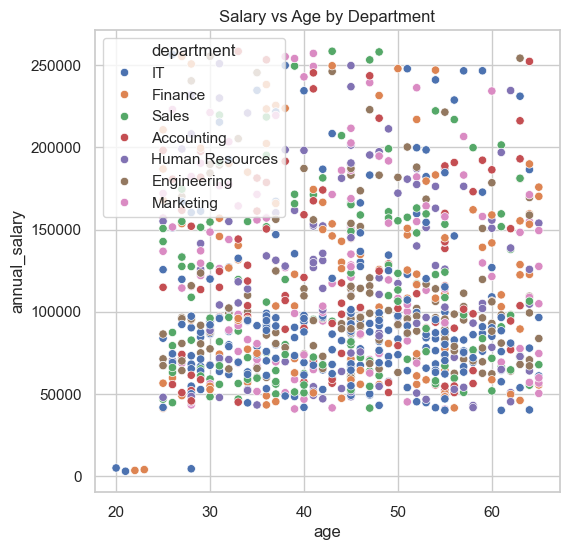 Salary vs Age by Department
department
IT
Finance
Sales
Accounting
Human Resources
Engineering
Marketing
annual_salary
250000
200000
150000
100000
50000
0
20 30 40 50 60
age